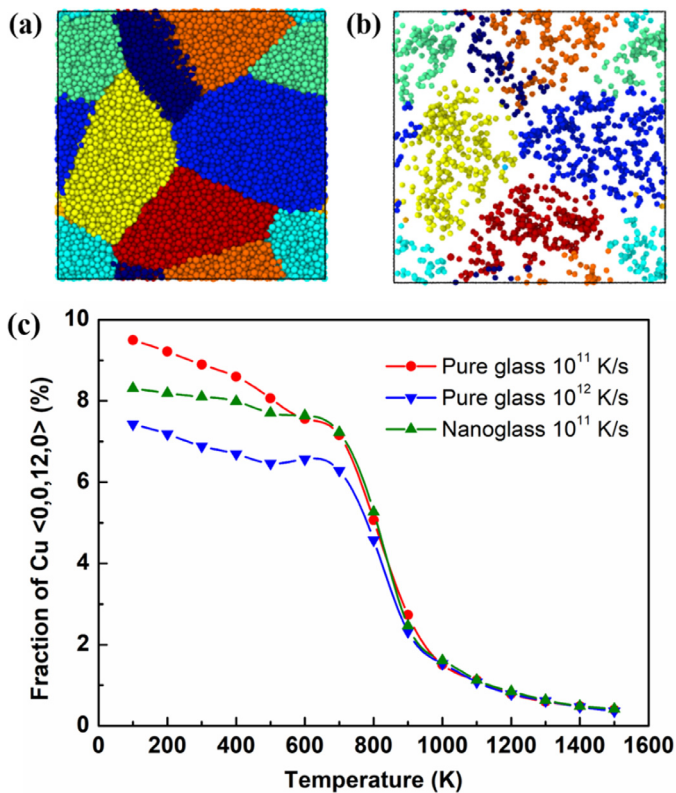 (a)
(b)
(c)
10
8
6
4
2
0
Fraction of Cu <0,0,12,0> (%)
Pure glass 10¹¹ K/s
Pure glass 10¹² K/s
Nanoglass 10¹¹ K/s
0 200 400 600 800 1000 1200 1400 1600
Temperature (K)